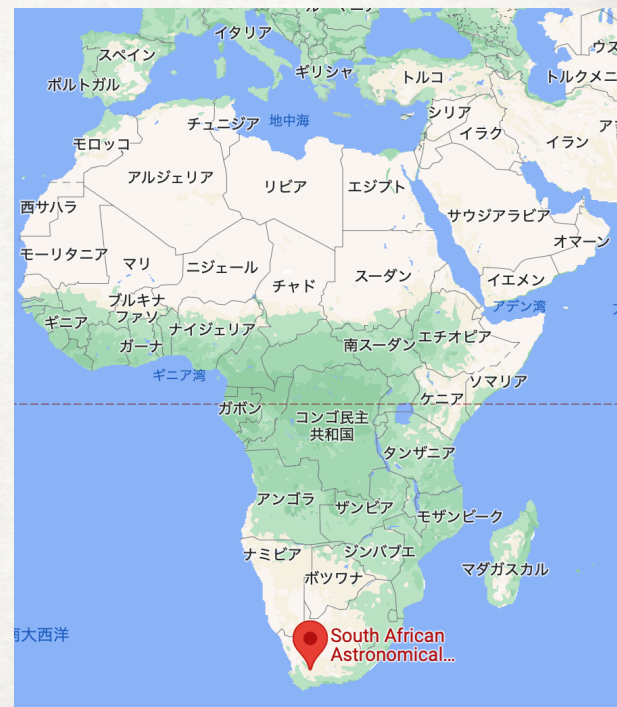 イタリア
スペイン
ギリシャ
トルコ
ポルトガル
トルクメニ
シリア
チュニジア
地中海
イラク
イラン
モロッコ
アルジェリア
リビア
エジプト
西サハラ
サウジアラビア
オマーン
モーリタニア
マリ
ニジェール
チャド
スーダン
イエメン
ブルキナ
ファソ
アデン湾
ギニア
ナイジェリア
エチオピア
ガーナ
南スーダン
ギニア湾
ソマリア
ケニア
ガボン
コンゴ民主
共和国
タンザニア
アンゴラ
ザンビア
モザンビーク
ナミビア
ジンバブエ
マダガスカル
ボツワナ
南大西洋
South African
Astronomical...